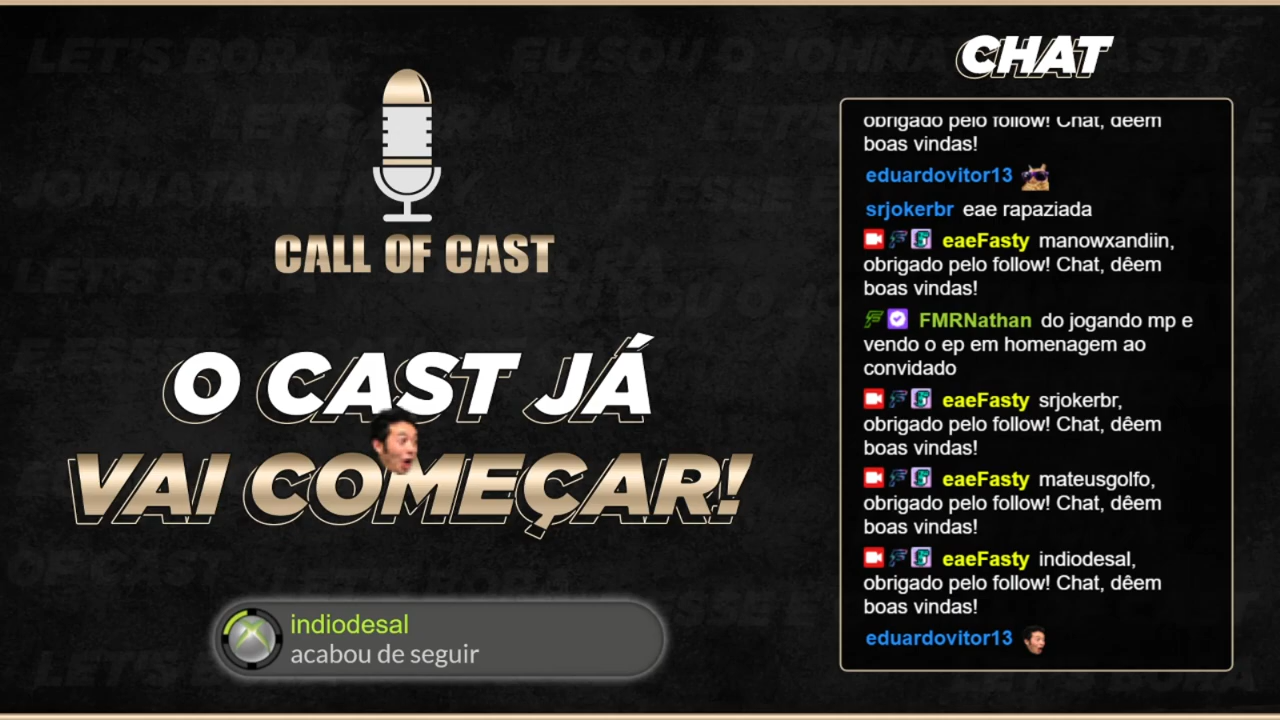 CALL OF CAST
O CAST JÁ
VAI COMEÇAR!
indiodesal
acabou de seguir
CHAT
obrigado pelo follow! Chat, dêem
boas vindas!
eduardovitor13
srjokerbr eae rapaziada
eaeFasty manowxandiin,
obrigado pelo follow! Chat, dêem
boas vindas!
FMRNathan do jogando mp e
vendo o ep em homenagem ao
convidado
eaeFasty srjokerbr,
obrigado pelo follow! Chat, dêem
boas vindas!
eaeFasty mateusgolfo,
obrigado pelo follow! Chat, dêem
boas vindas!
eaeFasty indiodesal,
obrigado pelo follow! Chat, dêem
boas vindas!
eduardovitor13